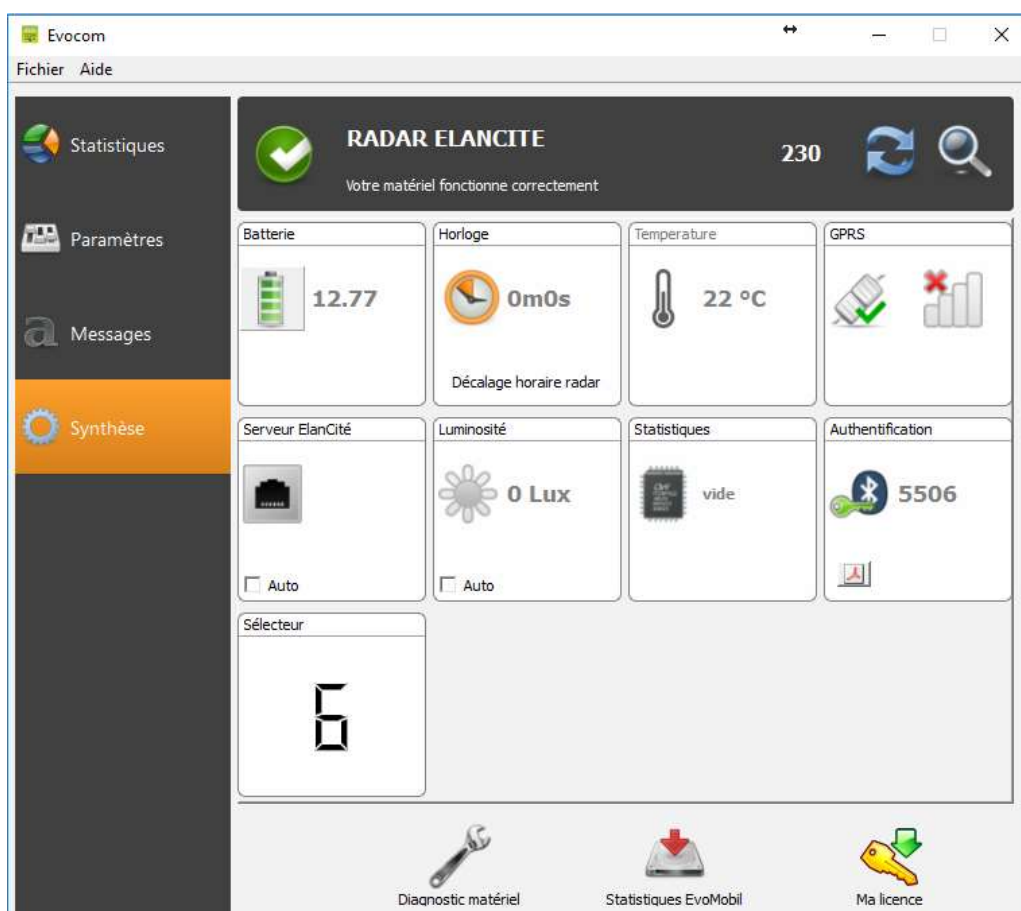 Evocom
Fichier Aide
Statistiques
Paramètres
Messages
Synthèse
RADAR ELANCITE
230
Votre matériel fonctionne correctement
Batterie
12.77
Horloge
0m0s
Décalage horaire radar
Temperature
22 °C
GPRS
Serveur ElanCité
Auto
Luminosité
0 Lux
Auto
Statistiques
vide
Authentification
5506
Sélecteur
6
Diagnostic matériel
Statistiques EvoMobil
Ma licence